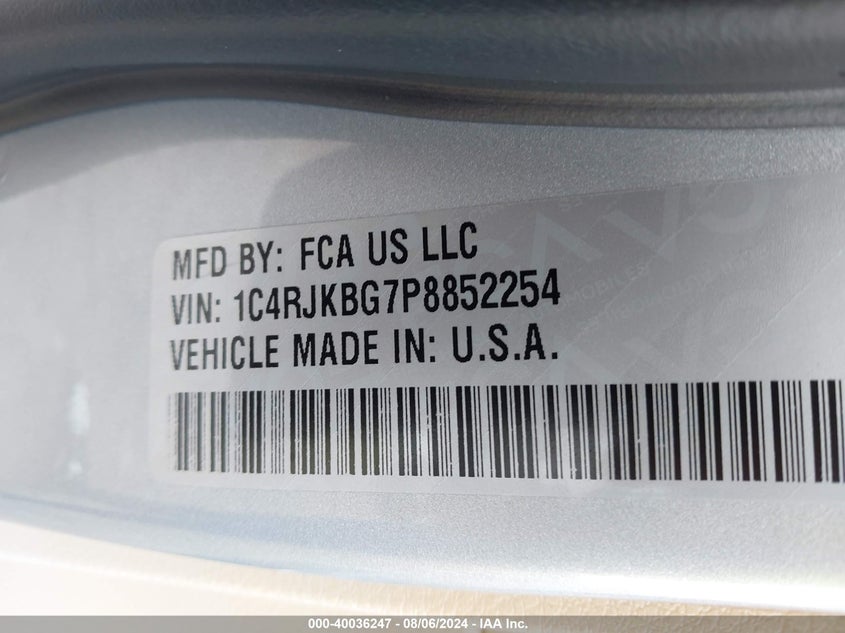 MFD BY: FCA US LLC
VIN: 1C4RJKBG7P8852254
VEHICLE MADE IN: U.S.A.
000-40036247 - 08/06/2024 - IAA Inc.